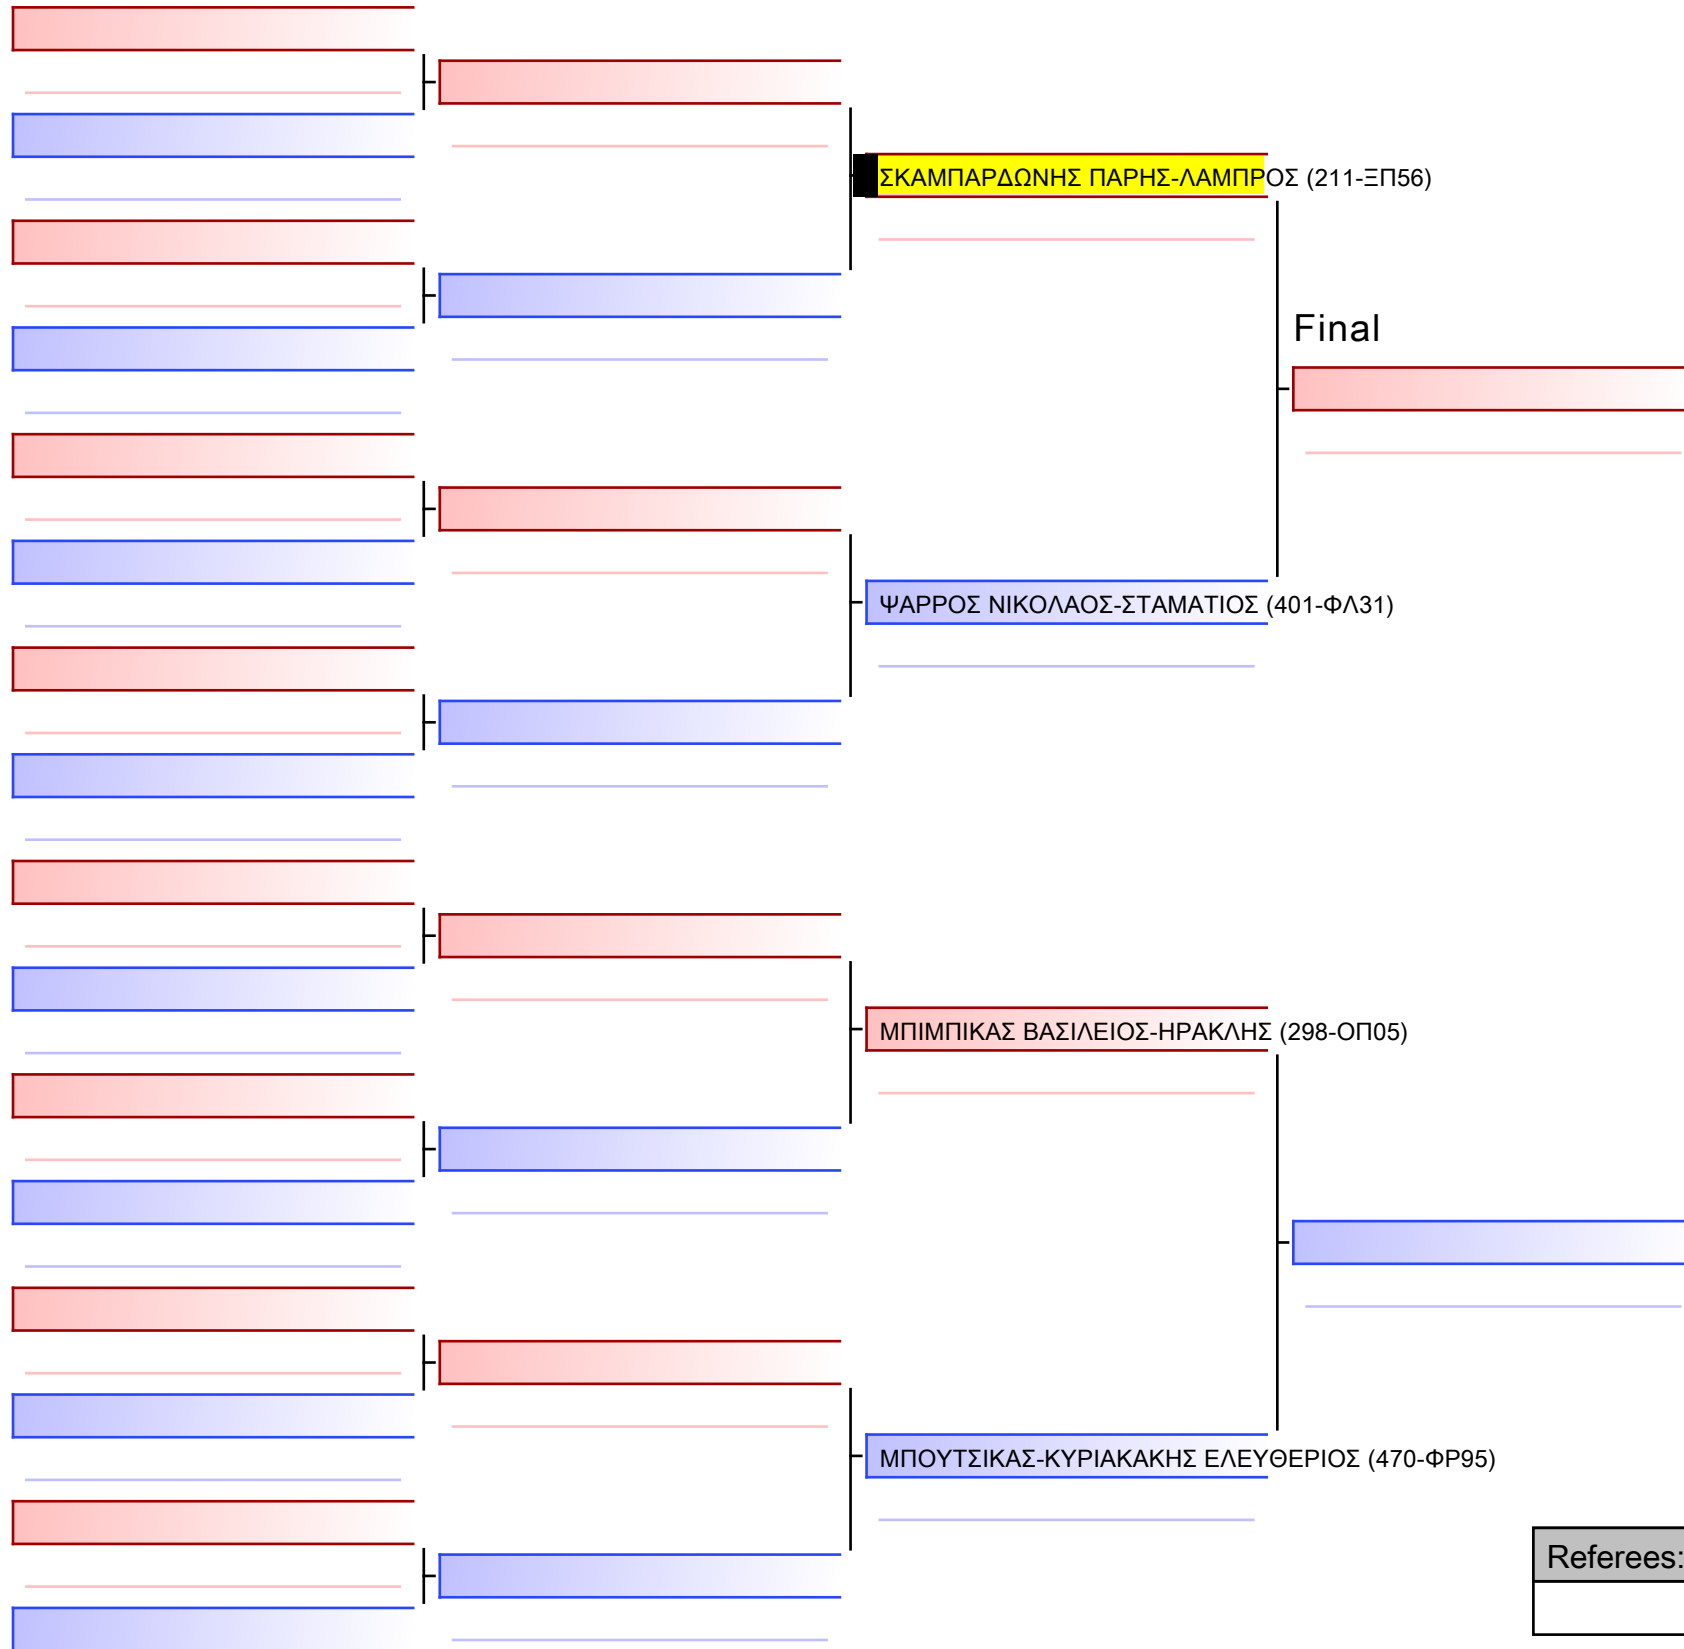 ΣΚΑΜΠΑΡΔΩΝΗΣ ΠΑΡΗΣ-ΛΑΜΠΡΟΣ (211-ΞΠ56)
Final
ΨΑΡΡΟΣ ΝΙΚΟΛΑΟΣ-ΣΤΑΜΑΤΙΟΣ (401-ΦΛ31)
ΜΠΙΜΠΙΚΑΣ ΒΑΣΙΛΕΙΟΣ-ΗΡΑΚΛΗΣ (298-ΟΠ05)
ΜΠΟΥΤΣΙΚΑΣ-ΚΥΡΙΑΚΑΚΗΣ ΕΛΕΥΘΕΡΙΟΣ (470-ΦΡ95)
Referees: